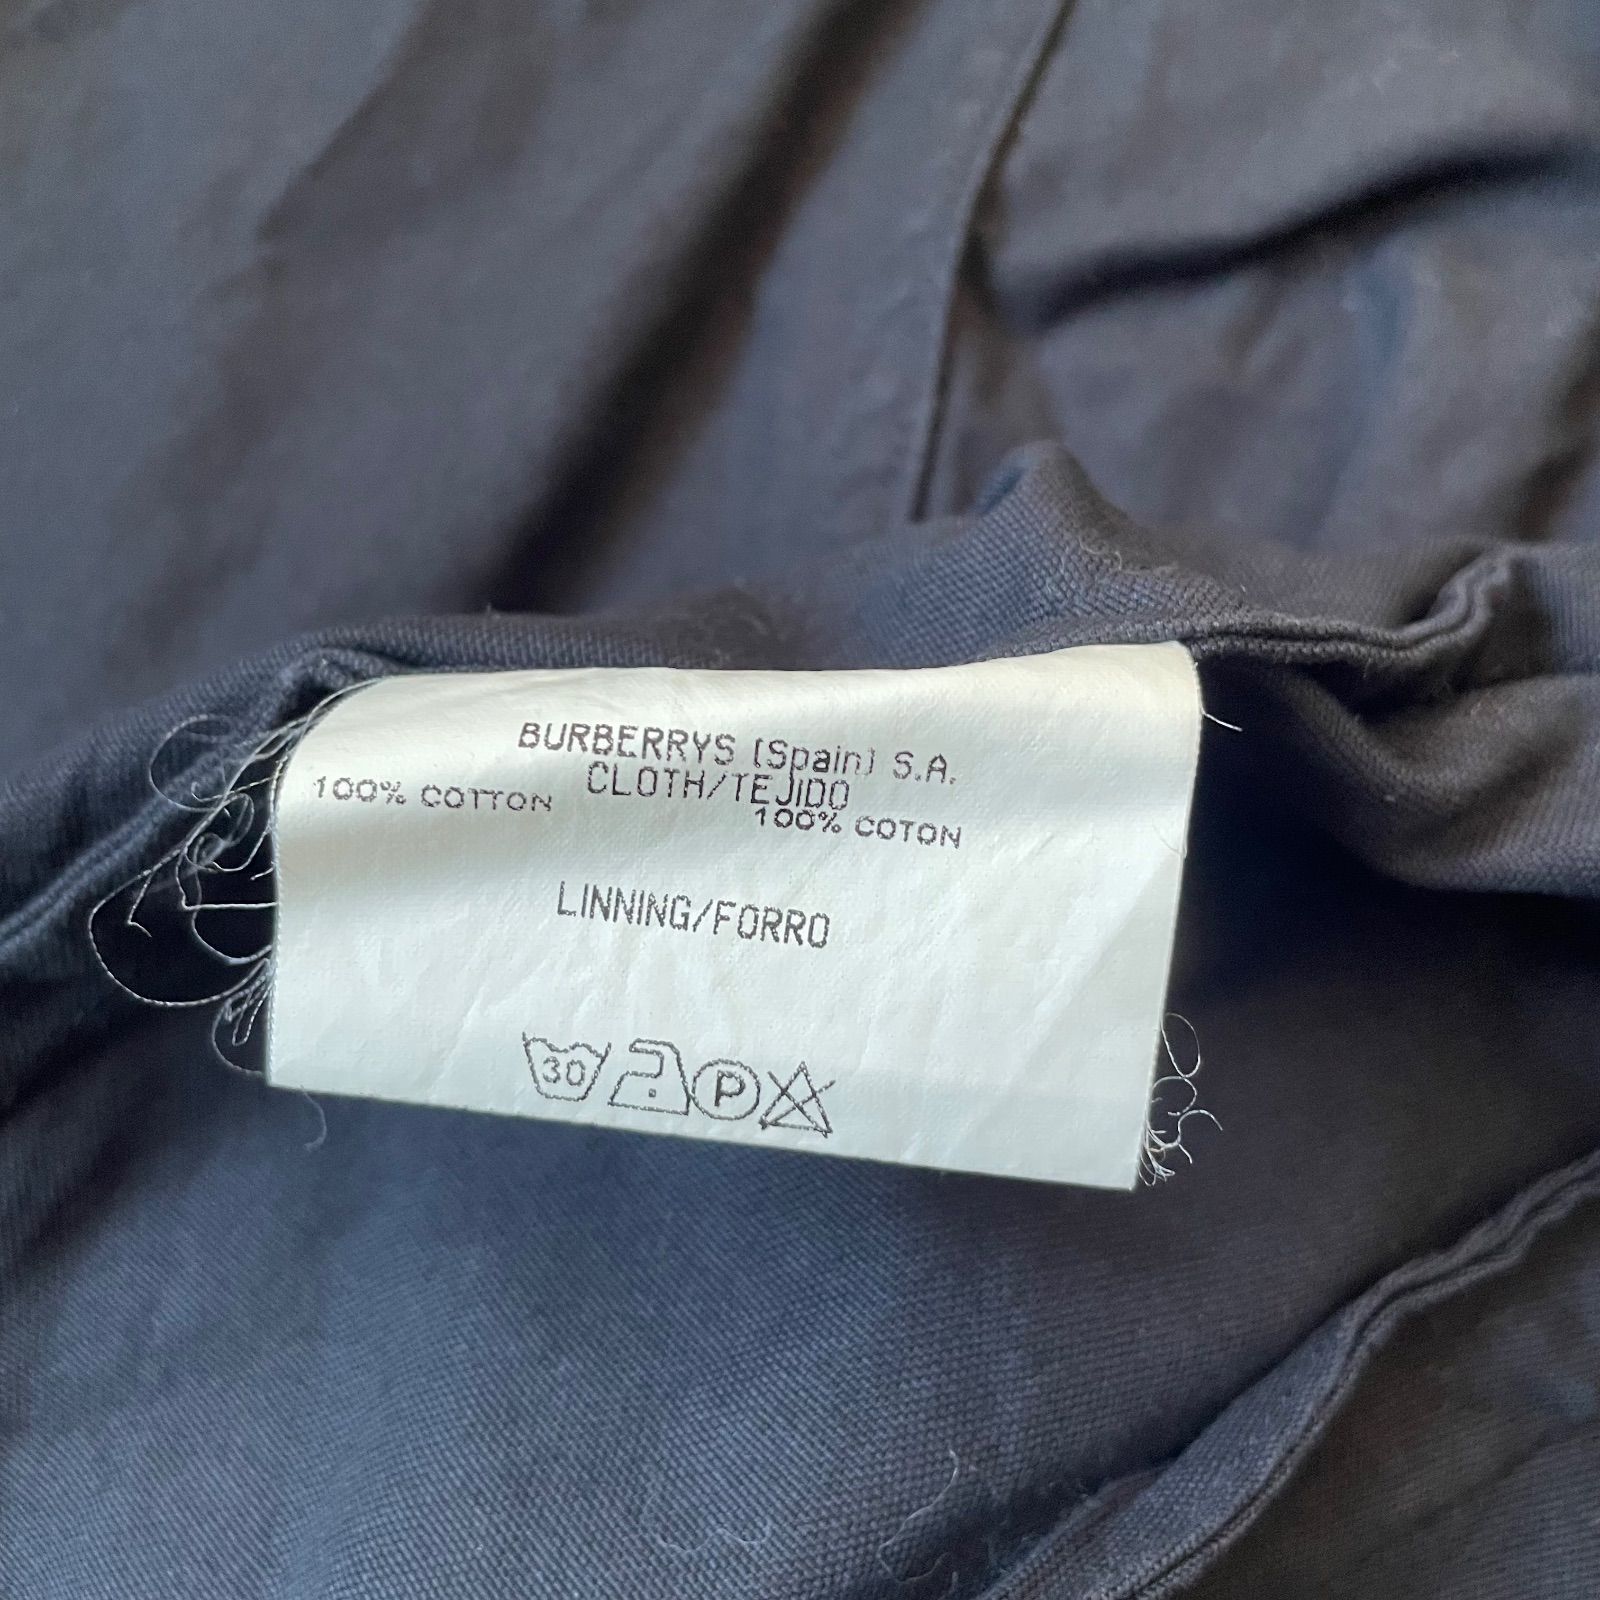 BURBERRYS (Spain) S.A.
CLOTH/TEJIDO
100% COTTON 100% COTON
LINNING/FORRO
30 P